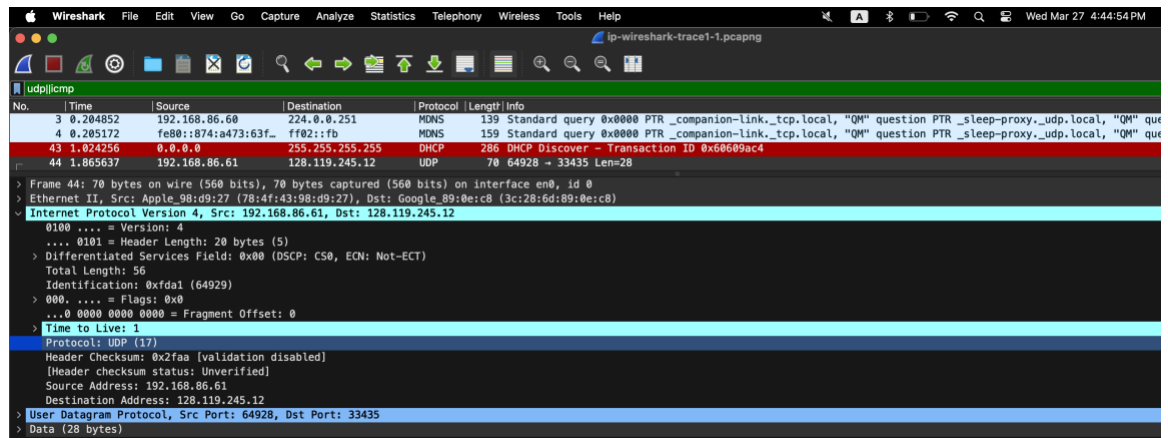 Wireshark File Edit View Go Capture Analyze Statistics Telephony Wireless Tools Help A Wed Mar 27 4:44:54 PM
ip-wireshark-trace1-1.pcapng
udp||icmp
No. Time Source Destination Protocol Length Info
3 0.204852 192.168.86.60 224.0.0.251 MDNS 139 Standard query 0x0000 PTR _companion-link._tcp.local, "QM" question PTR _sleep-proxy._udp.local, "QM" que
4 0.205172 fe80::874:a473:63f… ff02::fb MDNS 159 Standard query 0x0000 PTR _companion-link._tcp.local, "QM" question PTR _sleep-proxy._udp.local, "QM" que
43 1.024256 0.0.0.0 255.255.255.255 DHCP 286 DHCP Discover - Transaction ID 0x60609ac4
44 1.865637 192.168.86.61 128.119.245.12 UDP 70 64928 → 33435 Len=28
> Frame 44: 70 bytes on wire (560 bits), 70 bytes captured (560 bits) on interface en0, id 0
> Ethernet II, Src: Apple_98:d9:27 (78:4f:43:98:d9:27), Dst: Google_89:0e:c8 (3c:28:6d:89:0e:c8)
Internet Protocol Version 4, Src: 192.168.86.61, Dst: 128.119.245.12
0100 .... = Version: 4
.... 0101 = Header Length: 20 bytes (5)
> Differentiated Services Field: 0x00 (DSCP: CS0, ECN: Not-ECT)
Total Length: 56
Identification: 0xfda1 (64929)
> 000. .... = Flags: 0x0
...0 0000 0000 0000 = Fragment Offset: 0
> Time to Live: 1
Protocol: UDP (17)
Header Checksum: 0x2faa [validation disabled]
[Header checksum status: Unverified]
Source Address: 192.168.86.61
Destination Address: 128.119.245.12
> User Datagram Protocol, Src Port: 64928, Dst Port: 33435
> Data (28 bytes)